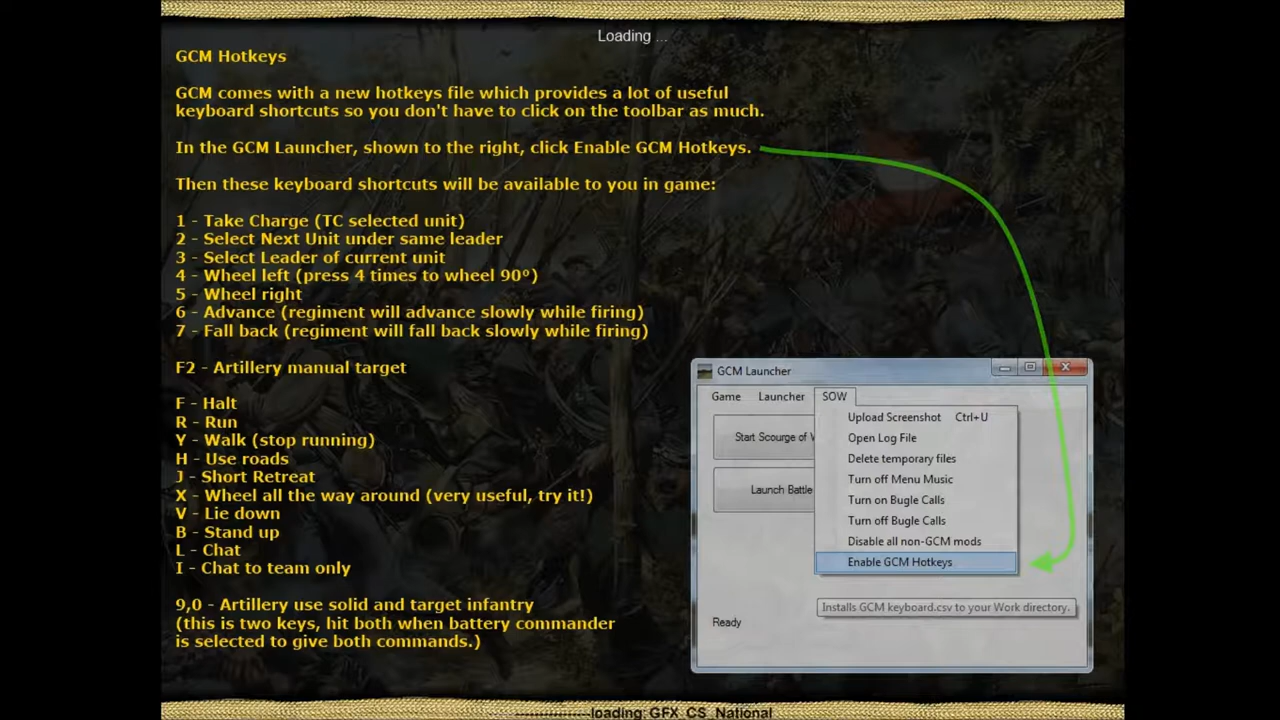 Loading ...
GCM Hotkeys
GCM comes with a new hotkeys file which provides a lot of useful
keyboard shortcuts so you don't have to click on the toolbar as much.
In the GCM Launcher, shown to the right, click Enable GCM Hotkeys.
Then these keyboard shortcuts will be available to you in game:
1 - Take Charge (TC selected unit)
2 - Select Next Unit under same leader
3 - Select Leader of current unit
4 - Wheel left (press 4 times to wheel 90°)
5 - Wheel right
6 - Advance (regiment will advance slowly while firing)
7 - Fall back (regiment will fall back slowly while firing)
F2 - Artillery manual target
F - Halt
R - Run
Y - Walk (stop running)
H - Use roads
J - Short Retreat
X - Wheel all the way around (very useful, try it!)
V - Lie down
B - Stand up
L - Chat
I - Chat to team only
9,0 - Artillery use solid and target infantry
(this is two keys, hit both when battery commander
is selected to give both commands.)
GCM Launcher
Game Launcher SOW
Start Scourge of
Launch Battle
Upload Screenshot Ctrl+U
Open Log File
Delete temporary files
Turn off Menu Music
Turn on Bugle Calls
Turn off Bugle Calls
Disable all non-GCM mods
Enable GCM Hotkeys
Installs GCM keyboard.csv to your Work directory.
Ready
----------------loading: GFX_CS_National